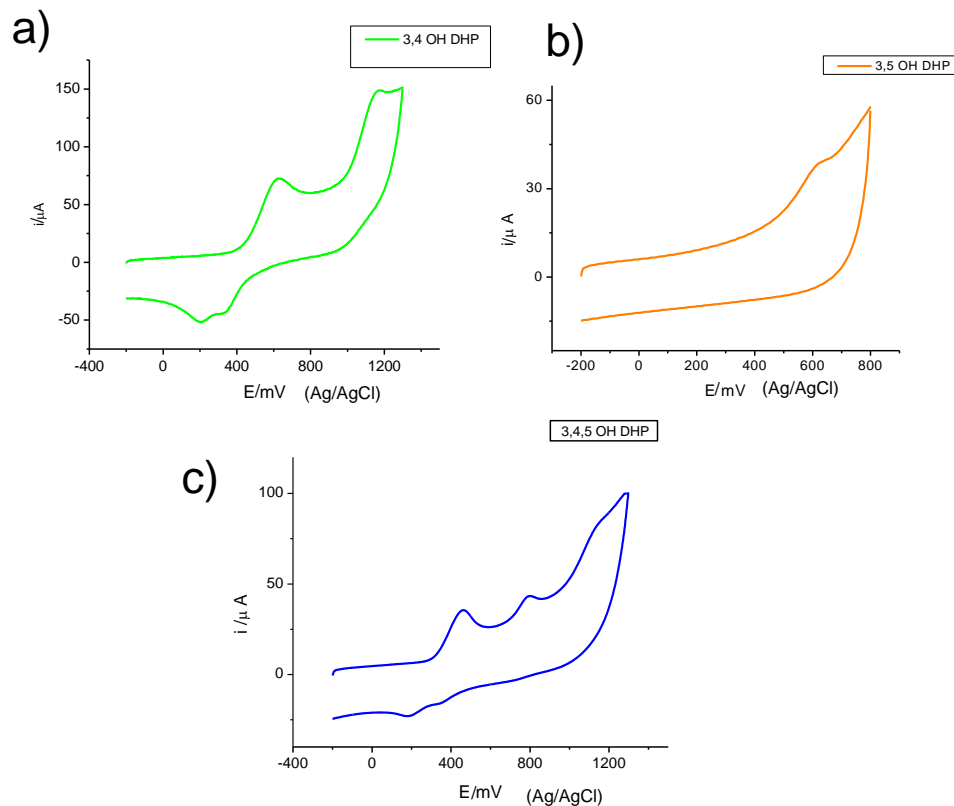 a)
3,4 OH DHP
150
100
50
0
-50
i/μA
-400
0
400
800
1200
E/mV (Ag/AgCl)
b)
3,5 OH DHP
60
30
0
i/μ A
-200
0
200
400
600
800
E/mV (Ag/AgCl)
c)
3,4,5 OH DHP
100
50
0
i /μ A
-400
0
400
800
1200
E/mV (Ag/AgCl)